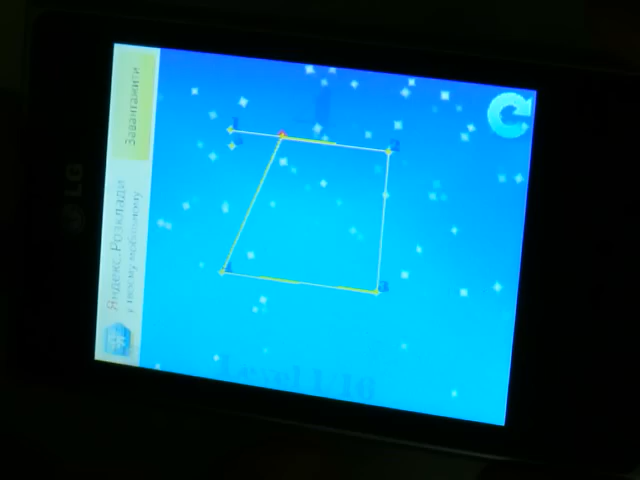 LG
Завантажити
Яндекс.Розклади
у твоєму мобільному
Level 1/16